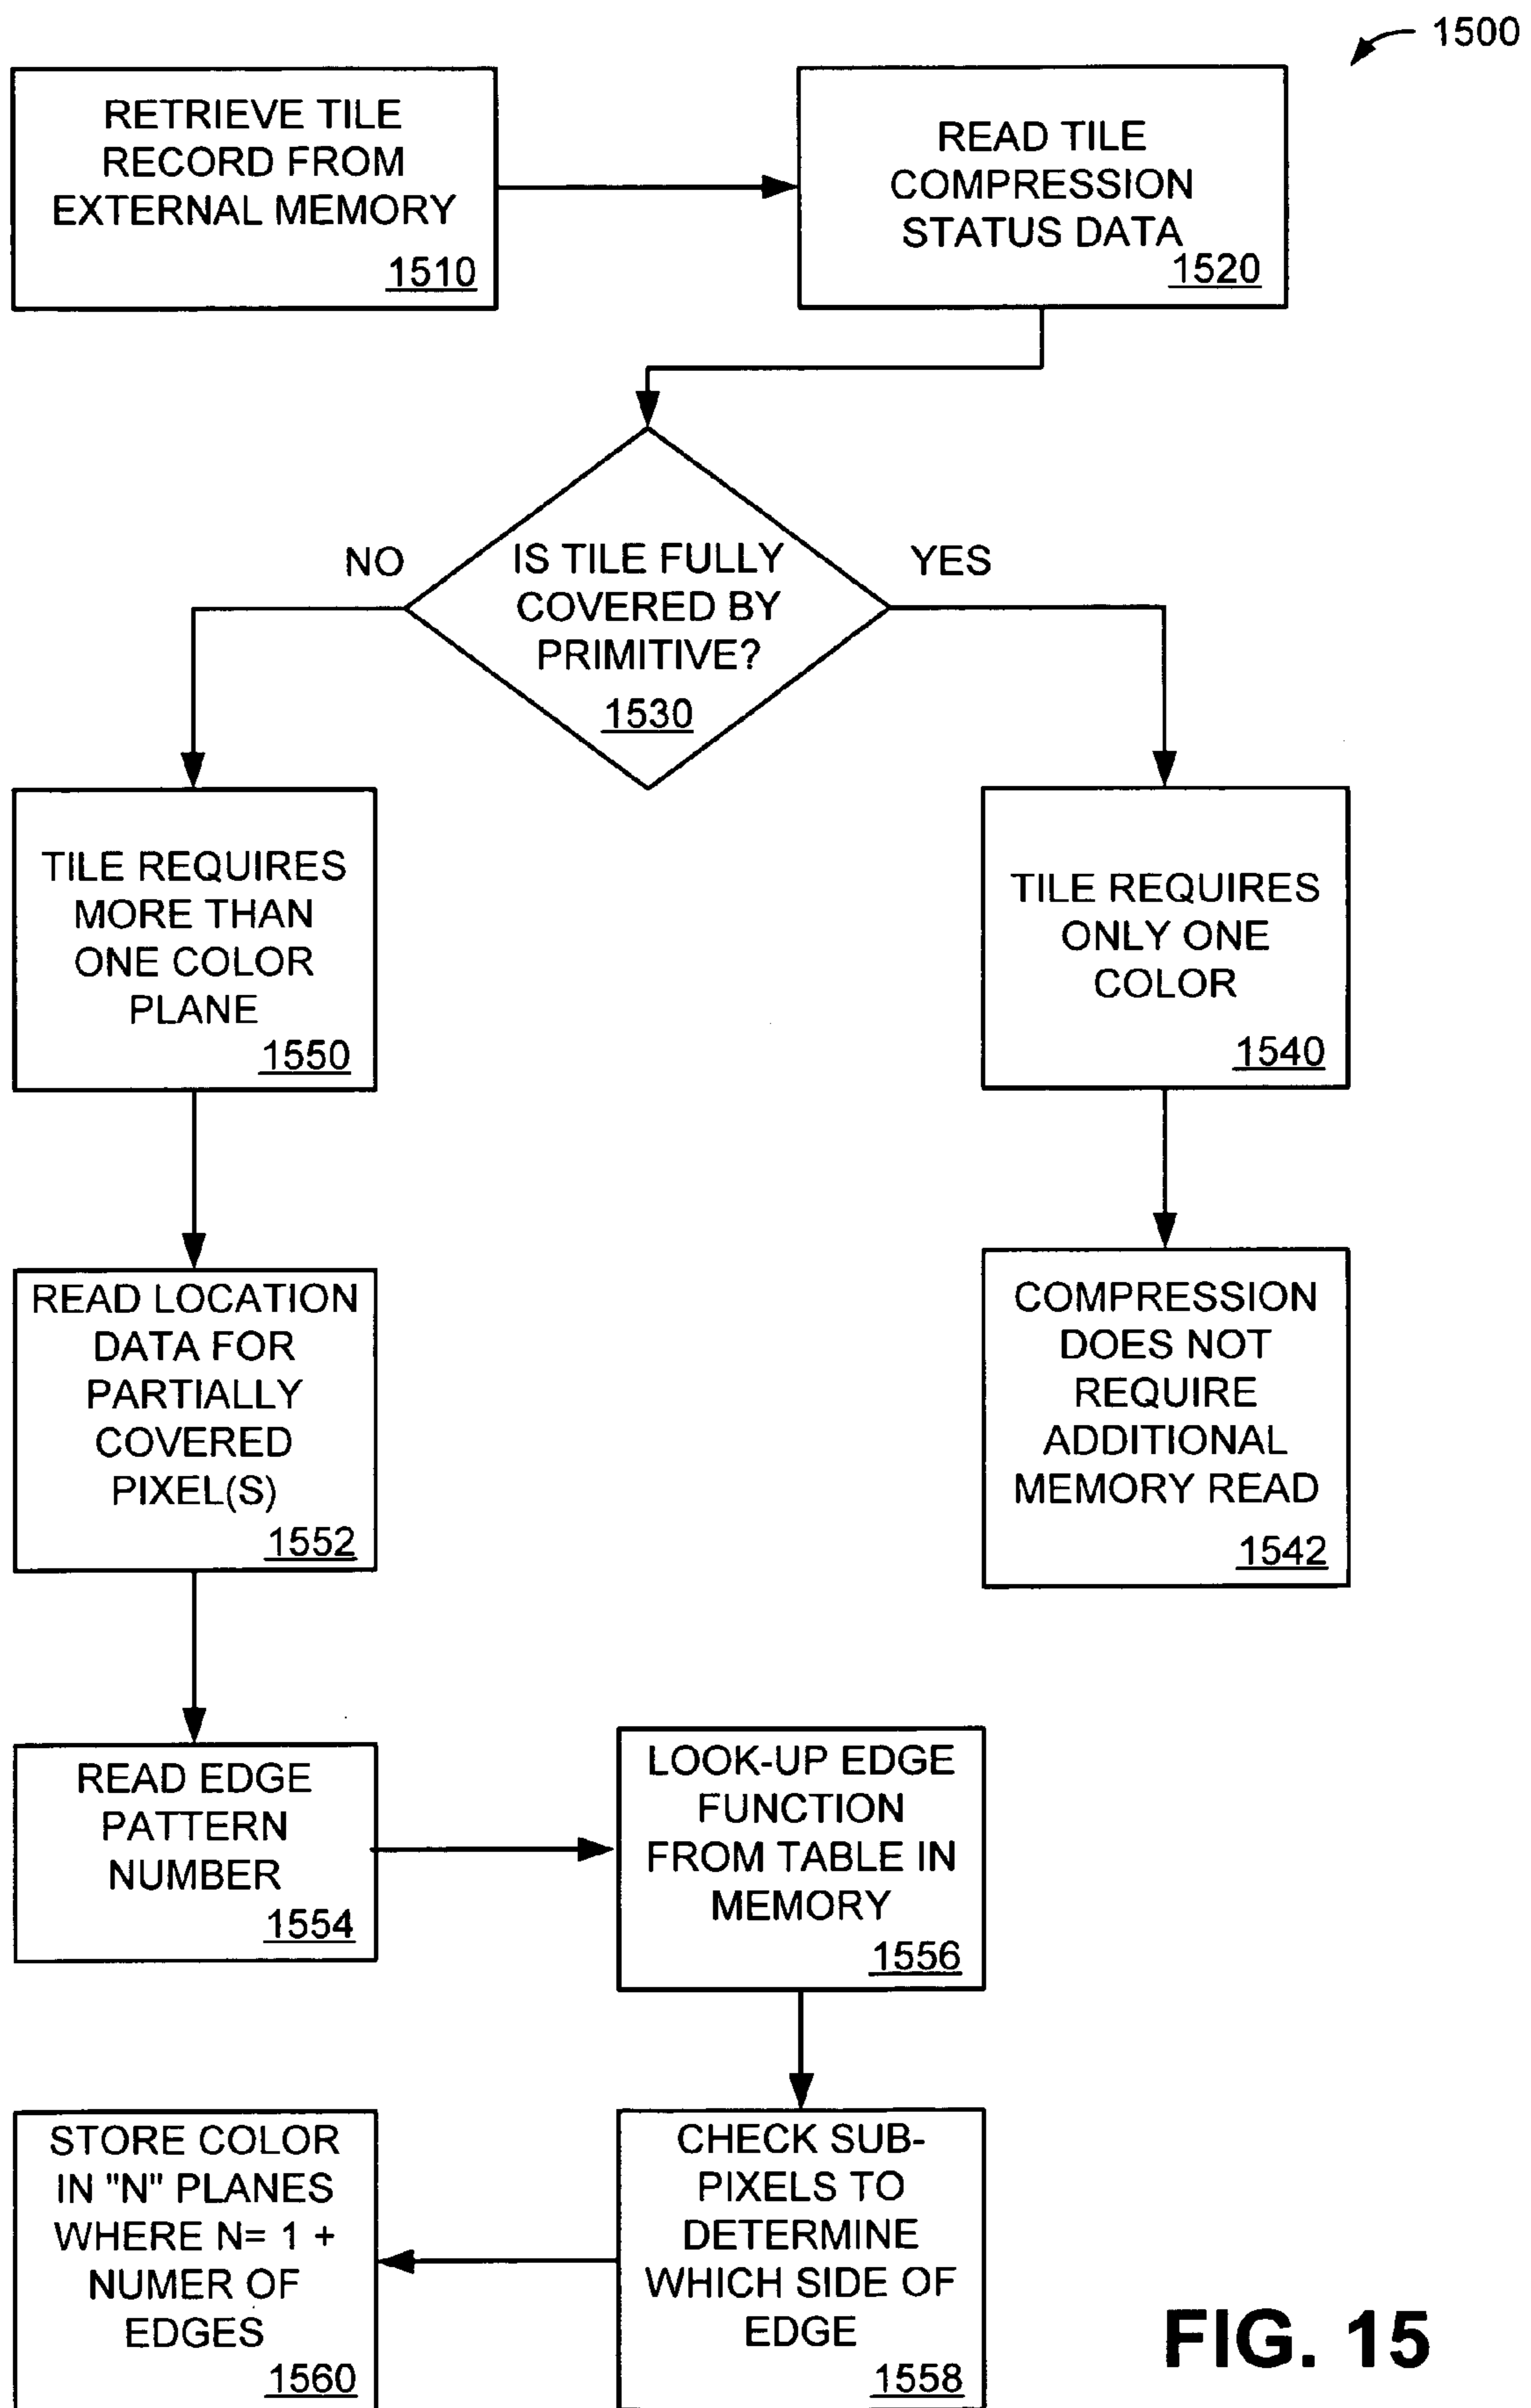 1500
RETRIEVE TILE
RECORD FROM
EXTERNAL MEMORY
1510
READ TILE
COMPRESSION
STATUS DATA
1520
IS TILE FULLY
COVERED BY
PRIMITIVE?
1530
NO
YES
TILE REQUIRES
MORE THAN
ONE COLOR
PLANE
1550
TILE REQUIRES
ONLY ONE
COLOR
1540
READ LOCATION
DATA FOR
PARTIALLY
COVERED
PIXEL(S)
1552
COMPRESSION
DOES NOT
REQUIRE
ADDITIONAL
MEMORY READ
1542
READ EDGE
PATTERN
NUMBER
1554
LOOK-UP EDGE
FUNCTION
FROM TABLE IN
MEMORY
1556
CHECK SUB-
PIXELS TO
DETERMINE
WHICH SIDE OF
EDGE
1558
STORE COLOR
IN "N" PLANES
WHERE N= 1 +
NUMER OF
EDGES
1560
FIG. 15